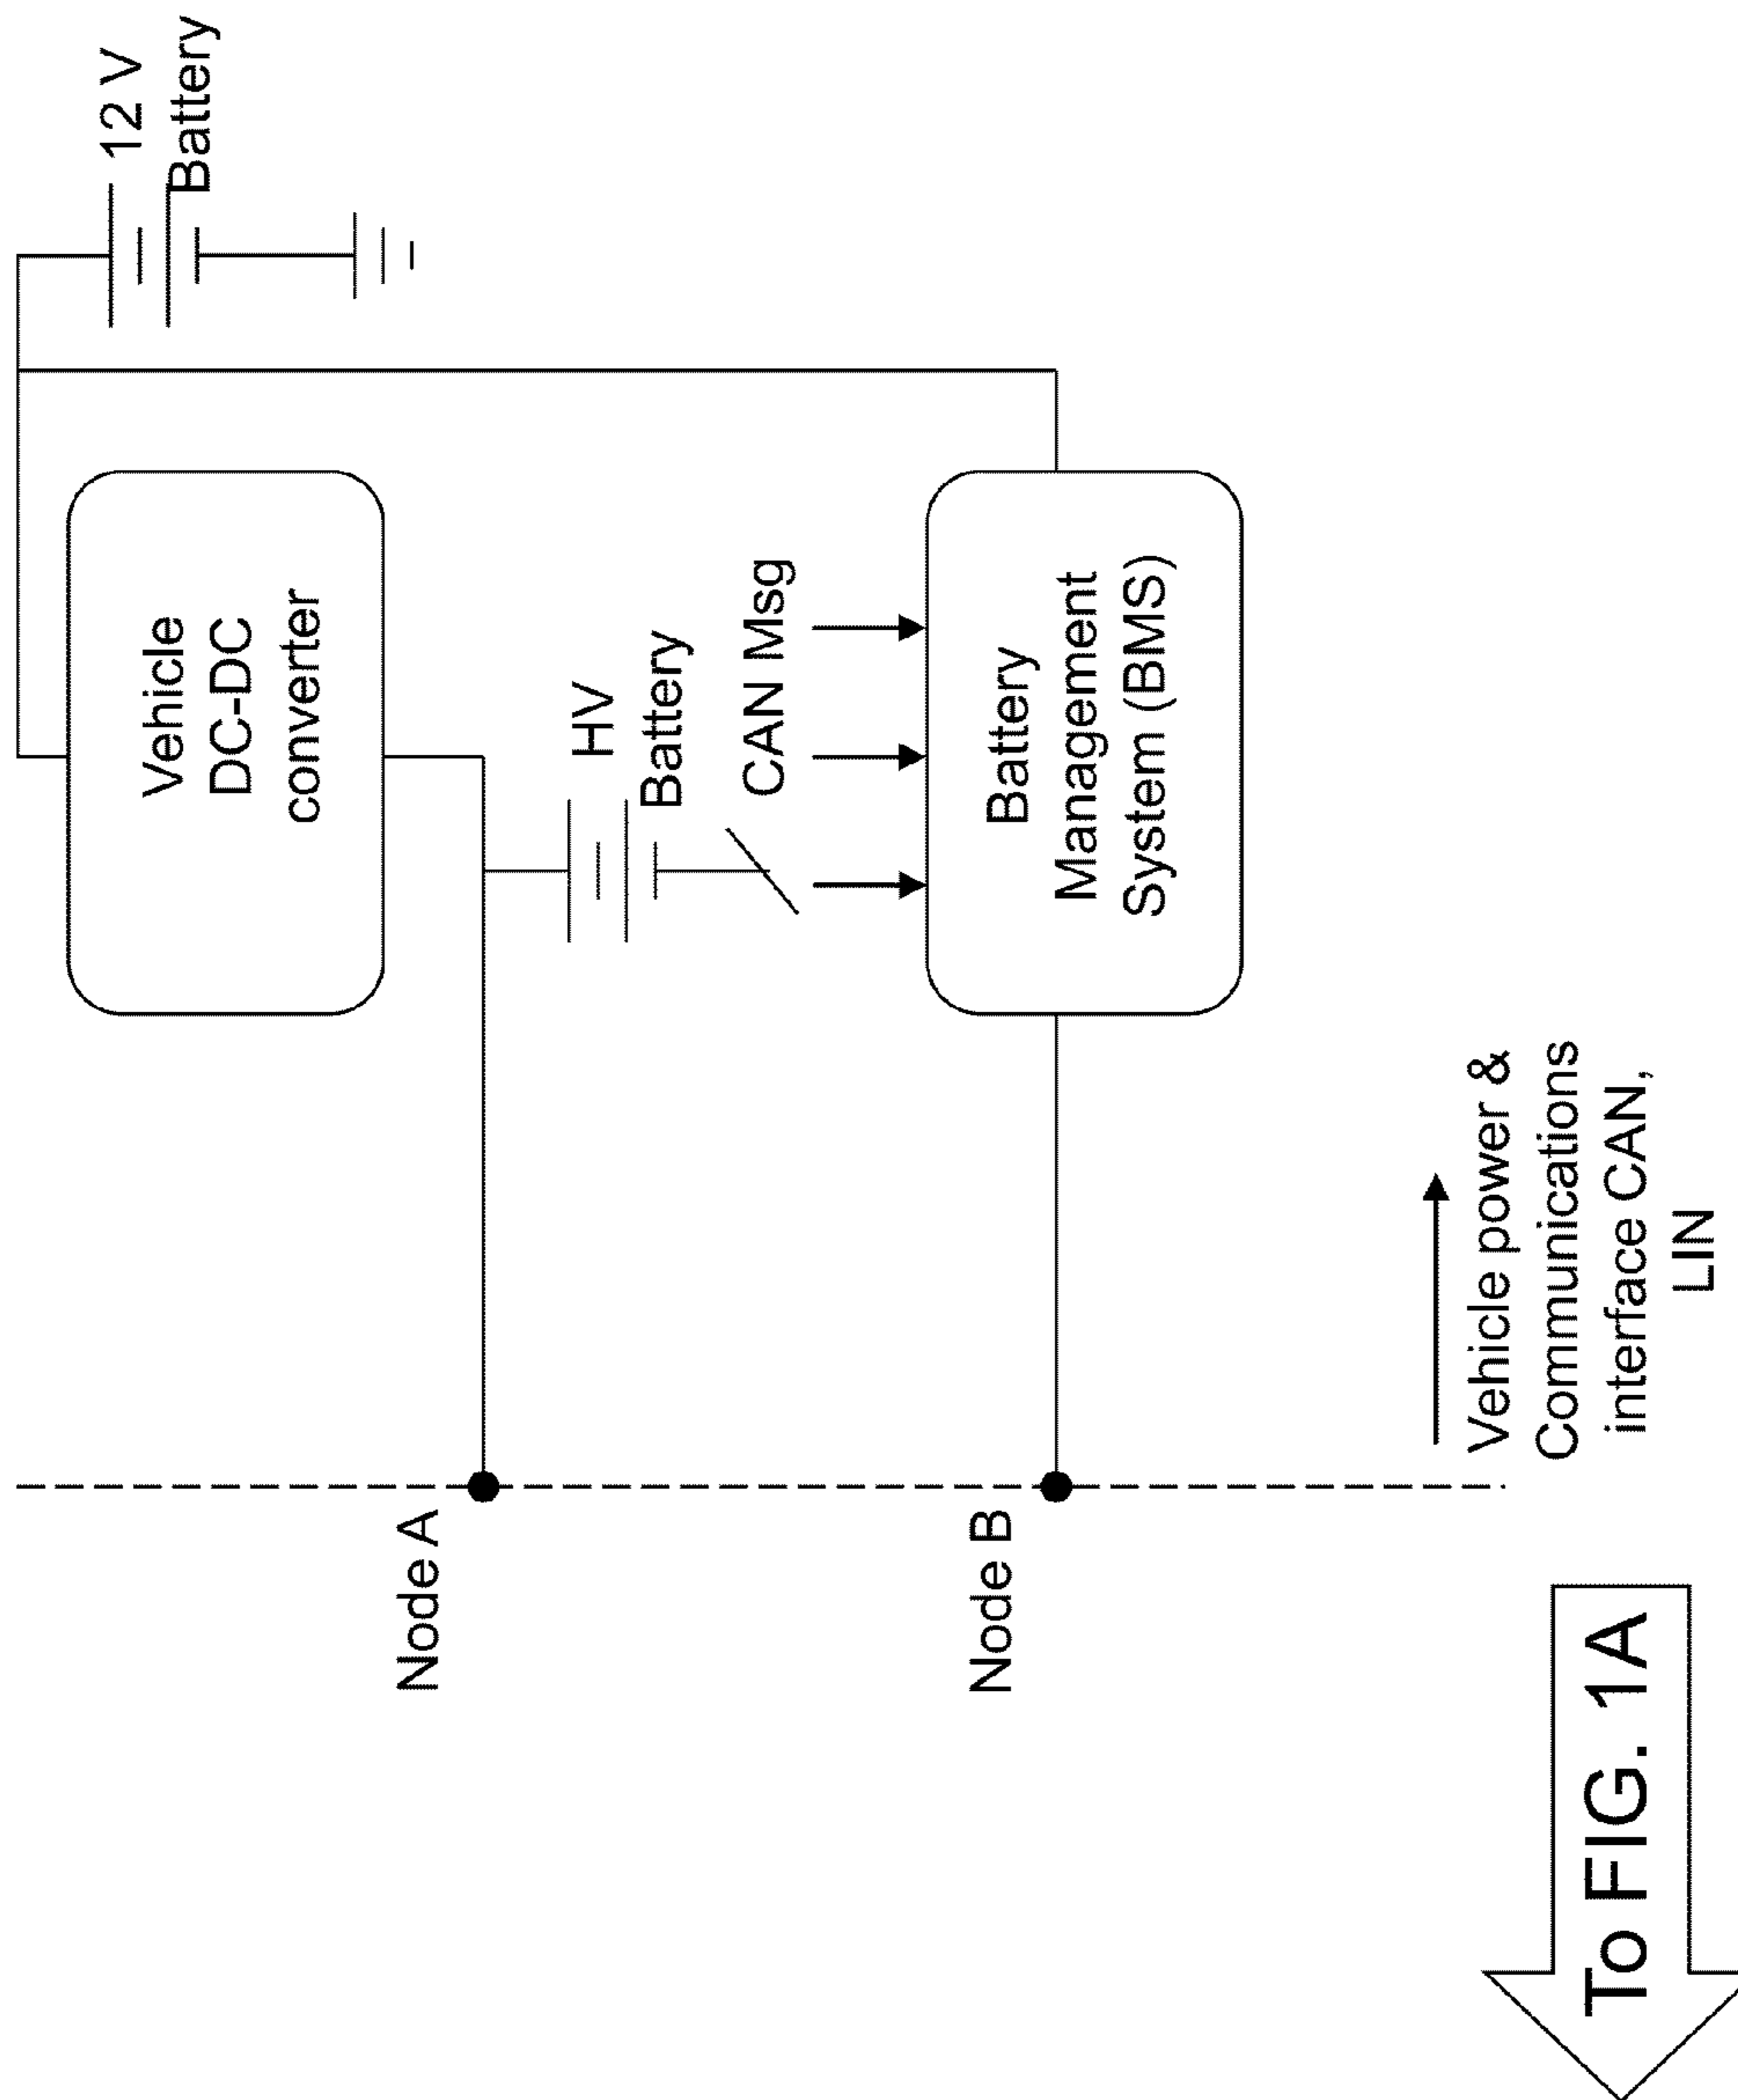 12 V
Battery
Vehicle
DC-DC
converter
HV
Battery
CAN Msg
Battery
Management
System (BMS)
Node A
Node B
Vehicle power &
Communications
interface CAN,
LIN
To FIG. 1A